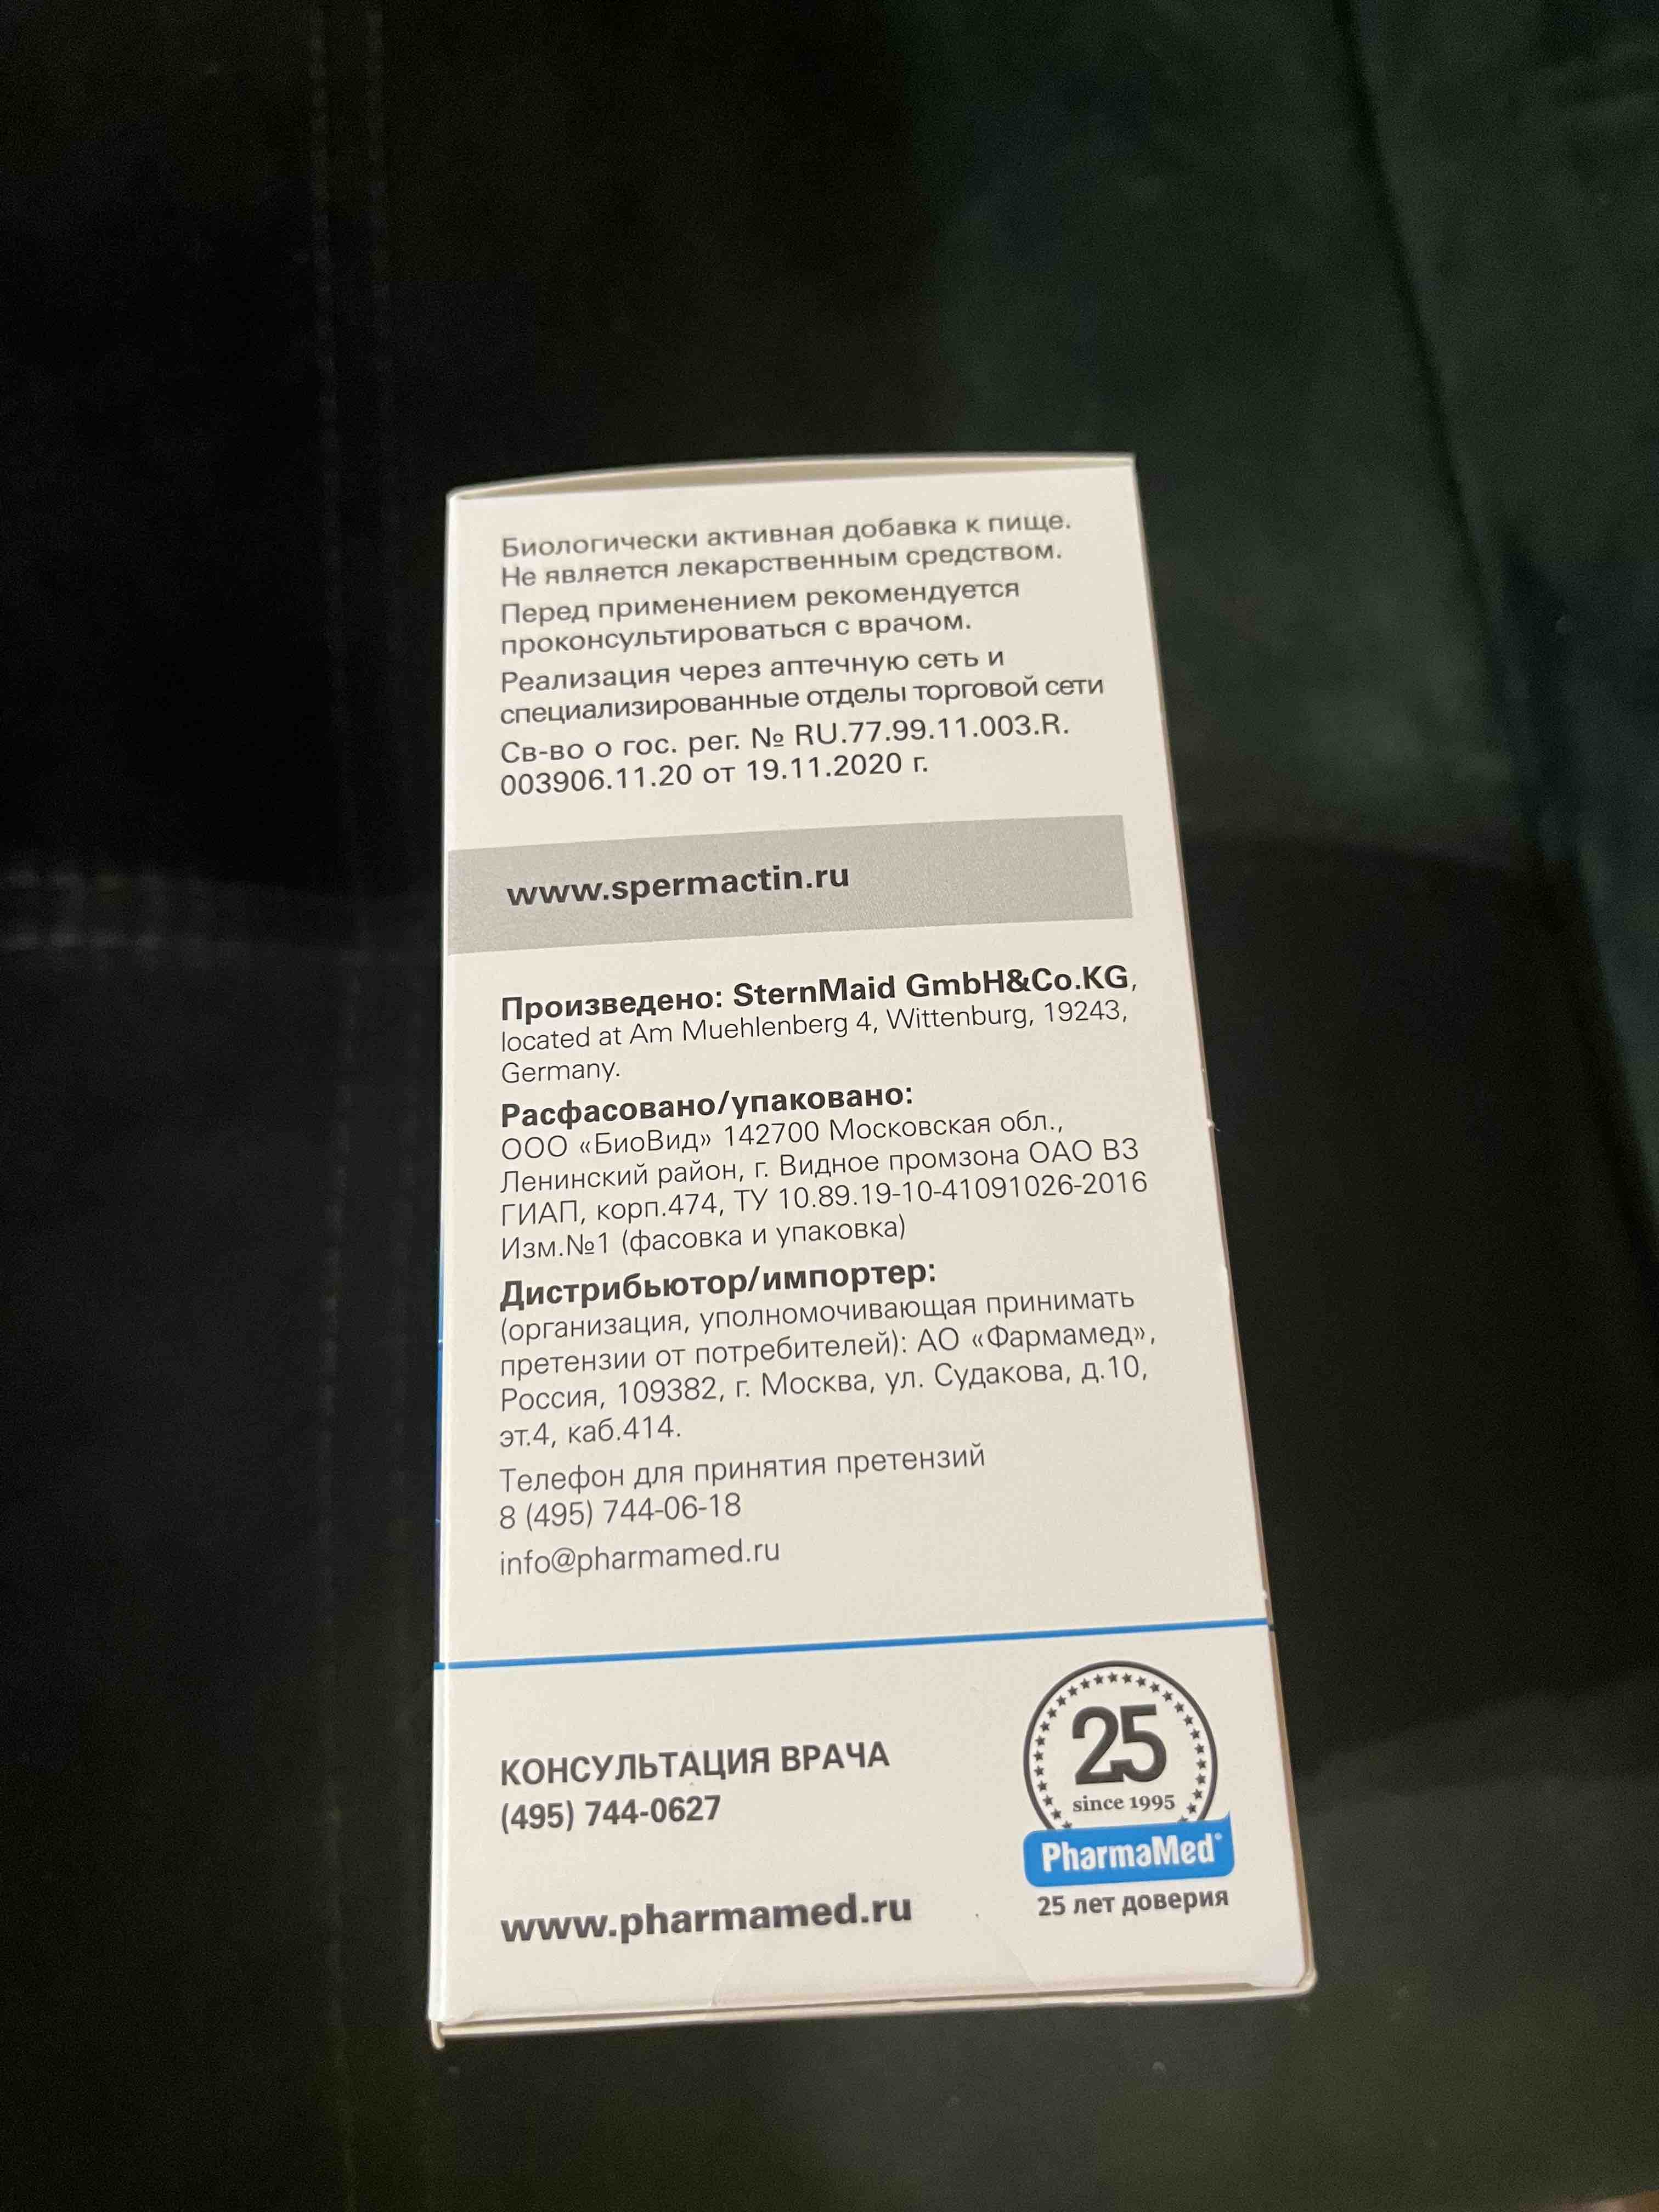 Биологически активная добавка к пище.
Не является лекарственным средством.
Перед применением рекомендуется
проконсультироваться с врачом.
Реализация через аптечную сеть и
специализированные отделы торговой сети
Св-во о гос. рег. № RU.77.99.11.003.R.
003906.11.20 от 19.11.2020 г.
www.spermactin.ru
Произведено: SternMaid GmbH&Co.KG,
located at Am Muehlenberg 4, Wittenburg, 19243,
Germany.
Расфасовано/упаковано:
ООО «БиоВид» 142700 Московская обл.,
Ленинский район, г. Видное промзона ОАО ВЗ
ГИАП, корп.474, ТУ 10.89.19-10-41091026-2016
Изм.№1 (фасовка и упаковка)
Дистрибьютор/импортер:
(организация, уполномочивающая принимать
претензии от потребителей): АО «Фармамед»,
Россия, 109382, г. Москва, ул. Судакова, д.10,
эт.4, каб.414.
Телефон для принятия претензий
8 (495) 744-06-18
info@pharmamed.ru
КОНСУЛЬТАЦИЯ ВРАЧА
(495) 744-0627
www.pharmamed.ru
25
since 1995
PharmaMed®
25 лет доверия